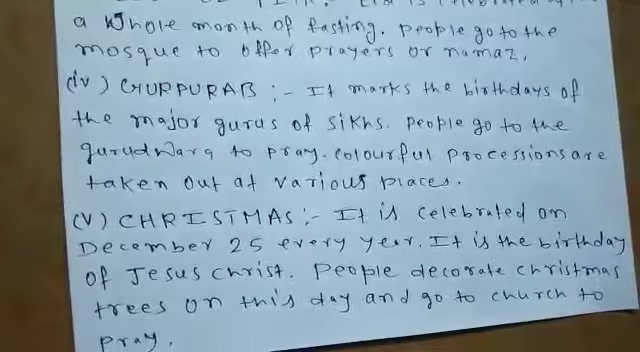 a whole month of fasting. People go to the
mosque to offer prayers or namaz.
(iv) GURPURAB :- It marks the birthdays of
the major gurus of Sikhs. People go to the
gurudwara to pray. Colourful processions are
taken out at various places.
(V) CHRISTMAS :- It is celebrated on
December 25 every year. It is the birthday
of Jesus Christ. People decorate christmas
trees on this day and go to church to
pray.